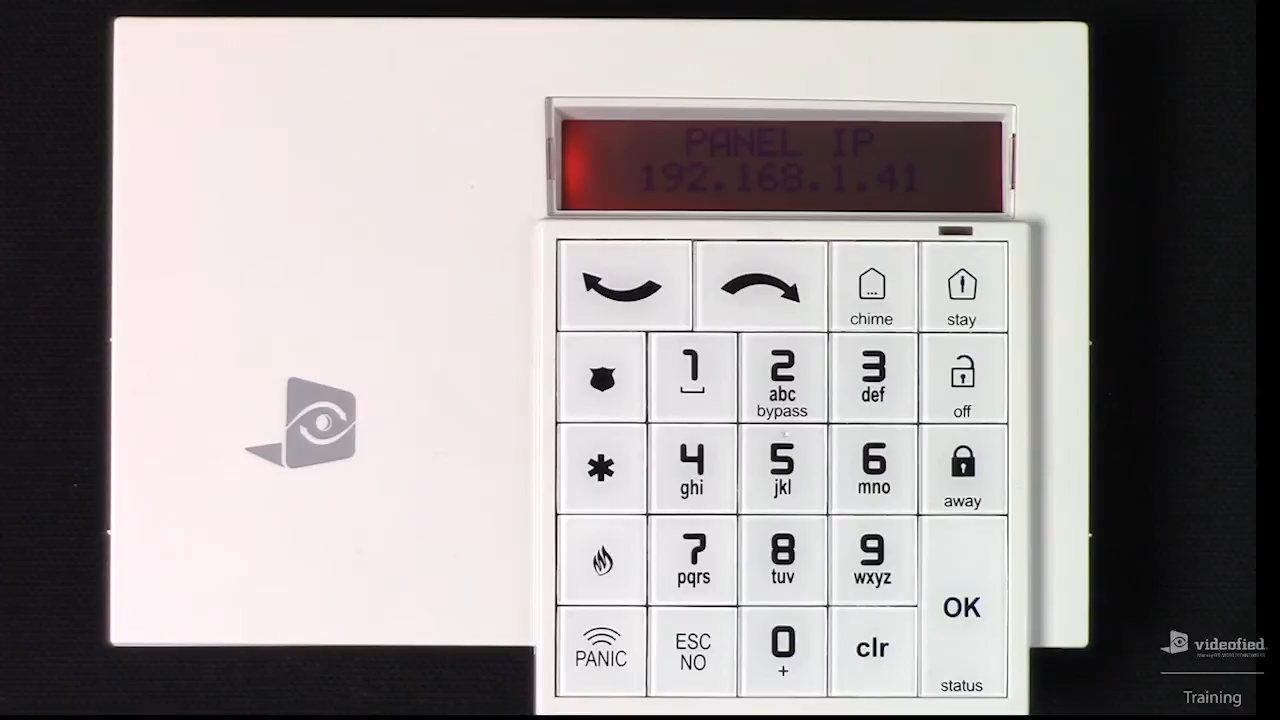 PANEL IP
192.168.1.41
chime
stay
1
2
abc
bypass
3
def
off
4
ghi
5
jkl
6
mno
away
7
pqrs
8
tuv
9
wxyz
OK
status
PANIC
ESC
NO
0
+
clr
videofied
Training